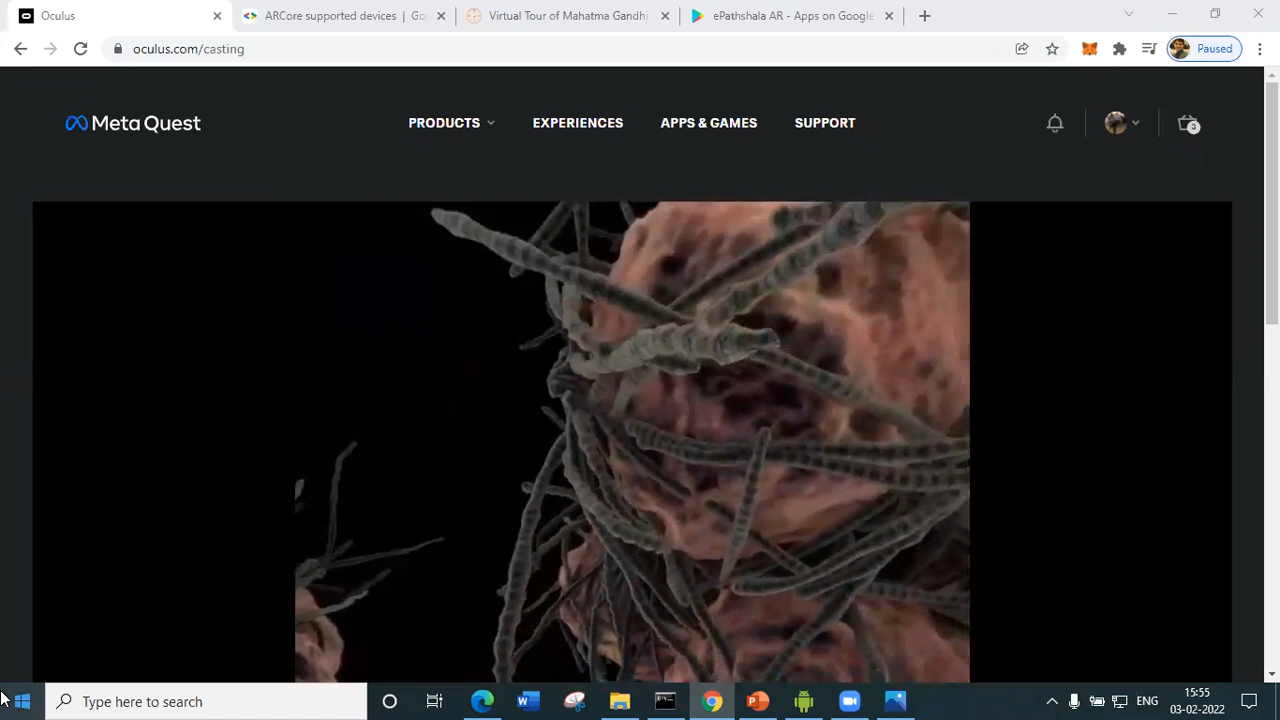 Oculus
ARCore supported devices | Go
Virtual Tour of Mahatma Gandhi
ePathshala AR - Apps on Google
oculus.com/casting
Paused
Meta Quest
PRODUCTS
EXPERIENCES
APPS & GAMES
SUPPORT
3
Type here to search
ENG
15:55
03-02-2022